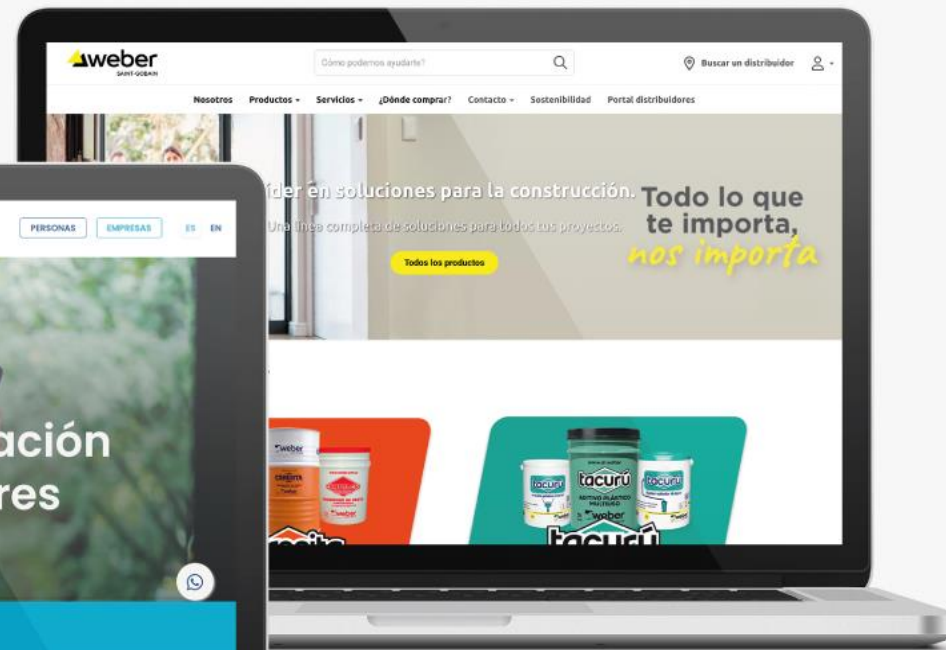 weber
SAINT-GOBAIN
Cómo podemos ayudarte?
Buscar un distribuidor
Nosotros Productos Servicios ¿Dónde comprar? Contacto Sostenibilidad Portal distribuidores
íder en soluciones para la construcción.
Una línea completa de soluciones para todos tus proyectos.
Todos los productos
Todo lo que
te importa,
nos importa
PERSONAS EMPRESAS ES EN
ación
res
weber
tacurú
tacurú
tacurú
ADITIVO PLÁSTICO
MULTIUSO
weber
tacurú